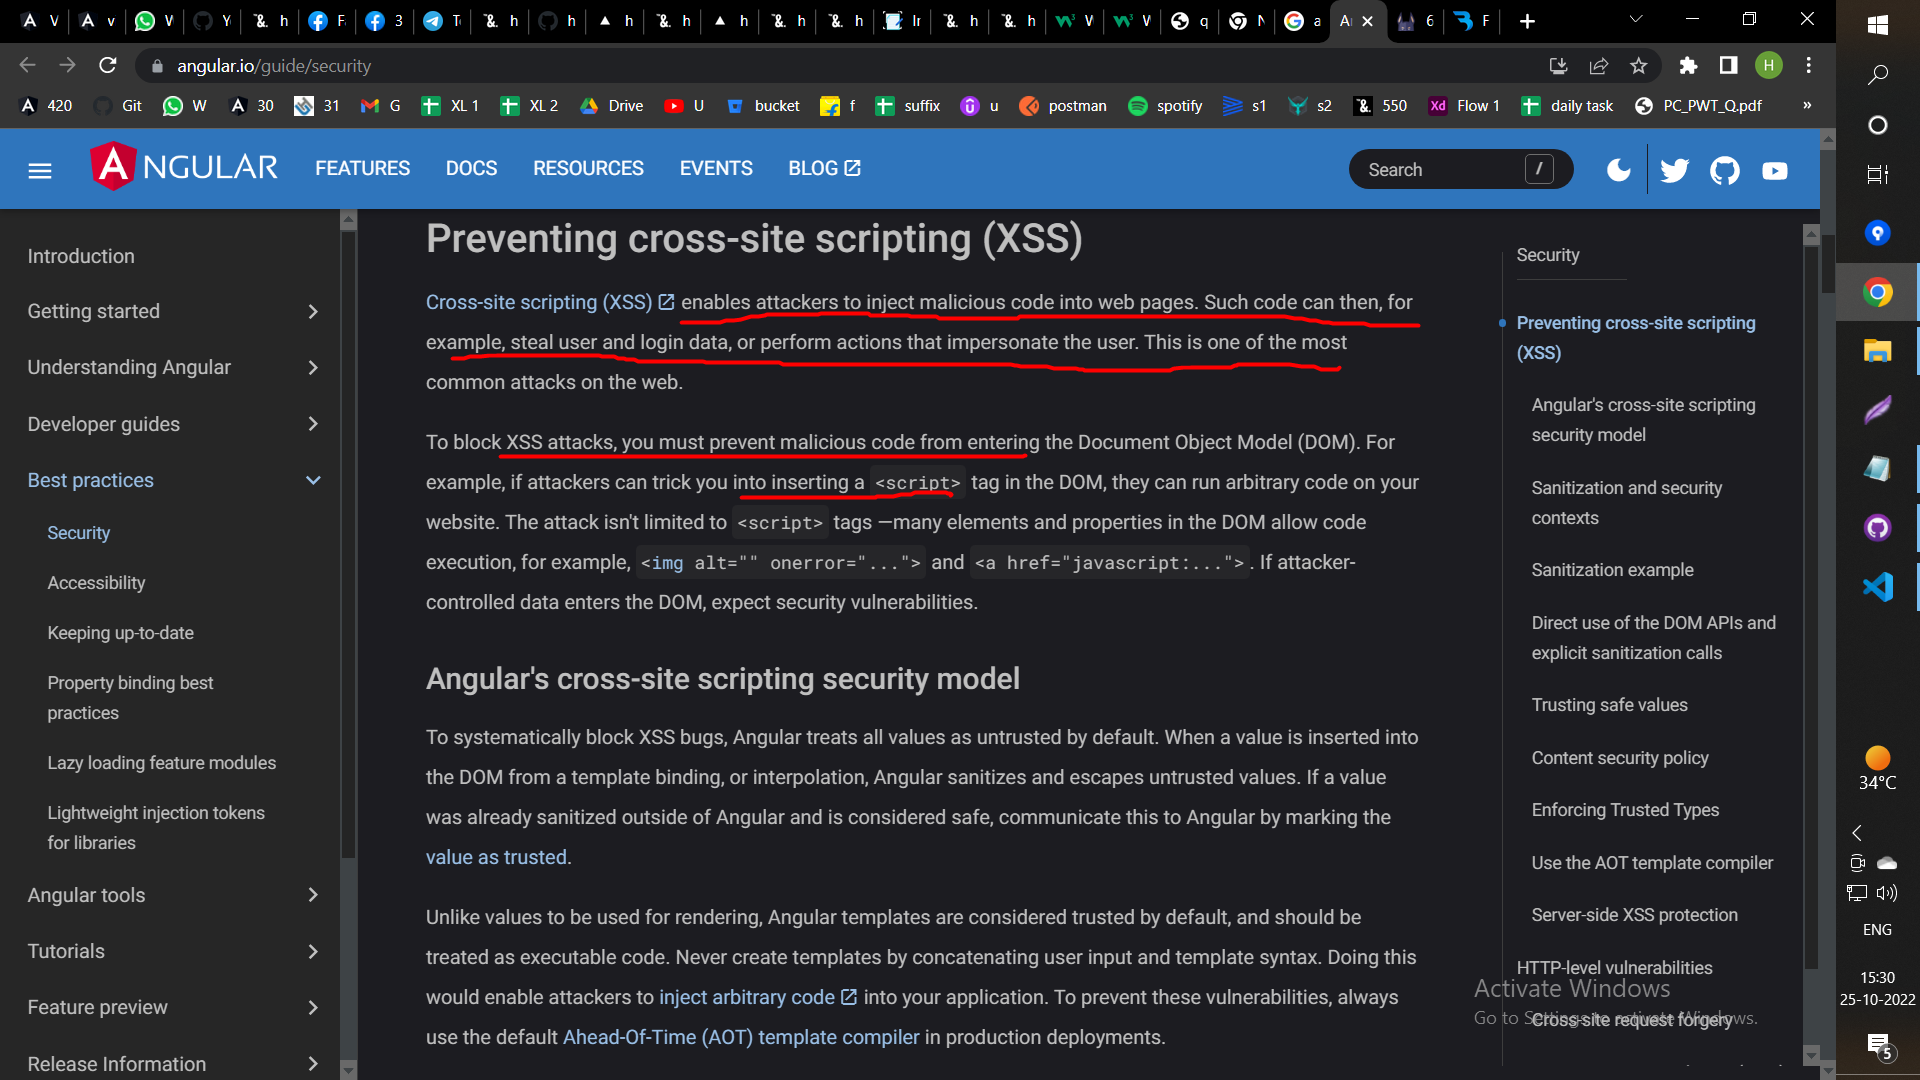 angular.io/guide/security
H
420
Git
W
30
31
G
XL 1
XL 2
Drive
U
bucket
f
suffix
u
postman
spotify
s1
s2
550
Flow 1
daily task
PC_PWT_Q.pdf
»
ANGULAR
FEATURES
DOCS
RESOURCES
EVENTS
BLOG
Search
/
Introduction
Getting started
Understanding Angular
Developer guides
Best practices
Security
Accessibility
Keeping up-to-date
Property binding best
practices
Lazy loading feature modules
Lightweight injection tokens
for libraries
Angular tools
Tutorials
Feature preview
Release Information
Preventing cross-site scripting (XSS)
Cross-site scripting (XSS) enables attackers to inject malicious code into web pages. Such code can then, for
example, steal user and login data, or perform actions that impersonate the user. This is one of the most
common attacks on the web.
To block XSS attacks, you must prevent malicious code from entering the Document Object Model (DOM). For
example, if attackers can trick you into inserting a <script> tag in the DOM, they can run arbitrary code on your
website. The attack isn't limited to <script> tags —many elements and properties in the DOM allow code
execution, for example, <img alt="" onerror="..."> and <a href="javascript:...">. If attacker-
controlled data enters the DOM, expect security vulnerabilities.
Angular's cross-site scripting security model
To systematically block XSS bugs, Angular treats all values as untrusted by default. When a value is inserted into
the DOM from a template binding, or interpolation, Angular sanitizes and escapes untrusted values. If a value
was already sanitized outside of Angular and is considered safe, communicate this to Angular by marking the
value as trusted.
Unlike values to be used for rendering, Angular templates are considered trusted by default, and should be
treated as executable code. Never create templates by concatenating user input and template syntax. Doing this
would enable attackers to inject arbitrary code into your application. To prevent these vulnerabilities, always
use the default Ahead-Of-Time (AOT) template compiler in production deployments.
Security
Preventing cross-site scripting
(XSS)
Angular's cross-site scripting
security model
Sanitization and security
contexts
Sanitization example
Direct use of the DOM APIs and
explicit sanitization calls
Trusting safe values
Content security policy
Enforcing Trusted Types
Use the AOT template compiler
Server-side XSS protection
HTTP-level vulnerabilities
Cross-site request forgery
Activate Windows
Go to Settings to activate Windows.
34°C
ENG
15:30
25-10-2022
5